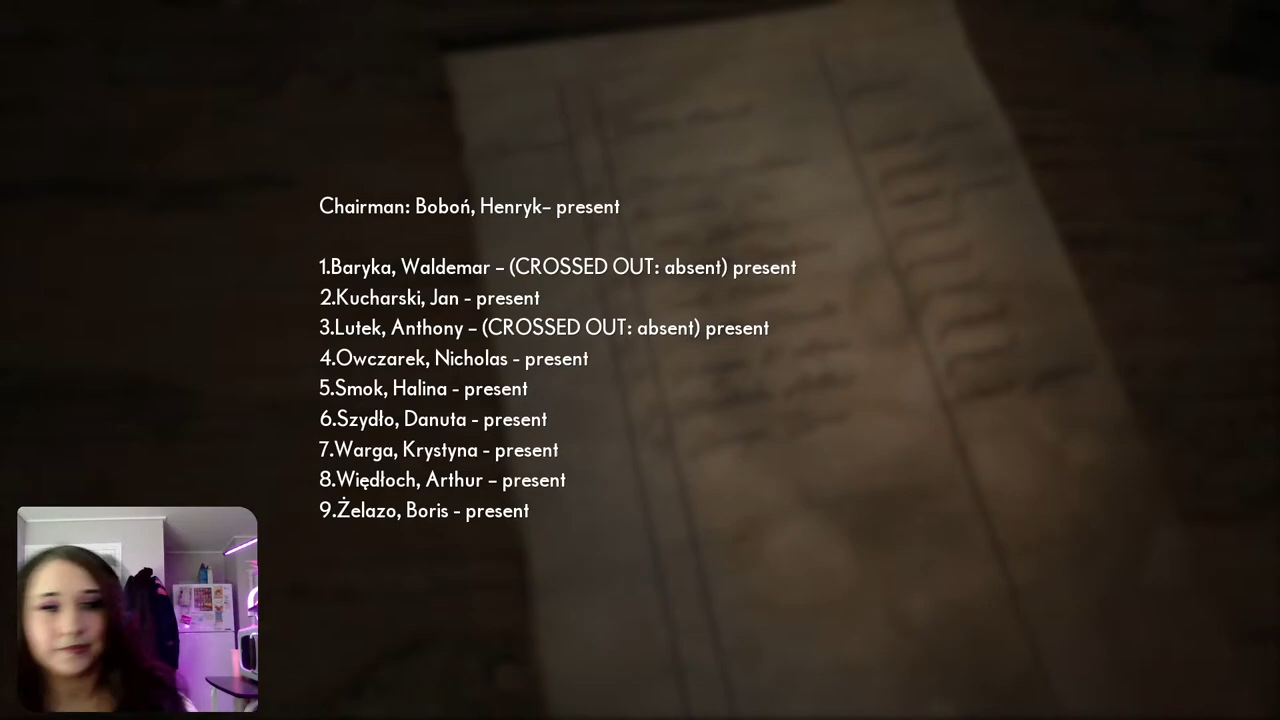 Chairman: Boboń, Henryk– present
1.Baryka, Waldemar – (CROSSED OUT: absent) present
2.Kucharski, Jan - present
3.Lutek, Anthony – (CROSSED OUT: absent) present
4.Owczarek, Nicholas - present
5.Smok, Halina - present
6.Szydło, Danuta - present
7.Warga, Krystyna - present
8.Więdłoch, Arthur – present
9.Żelazo, Boris - present